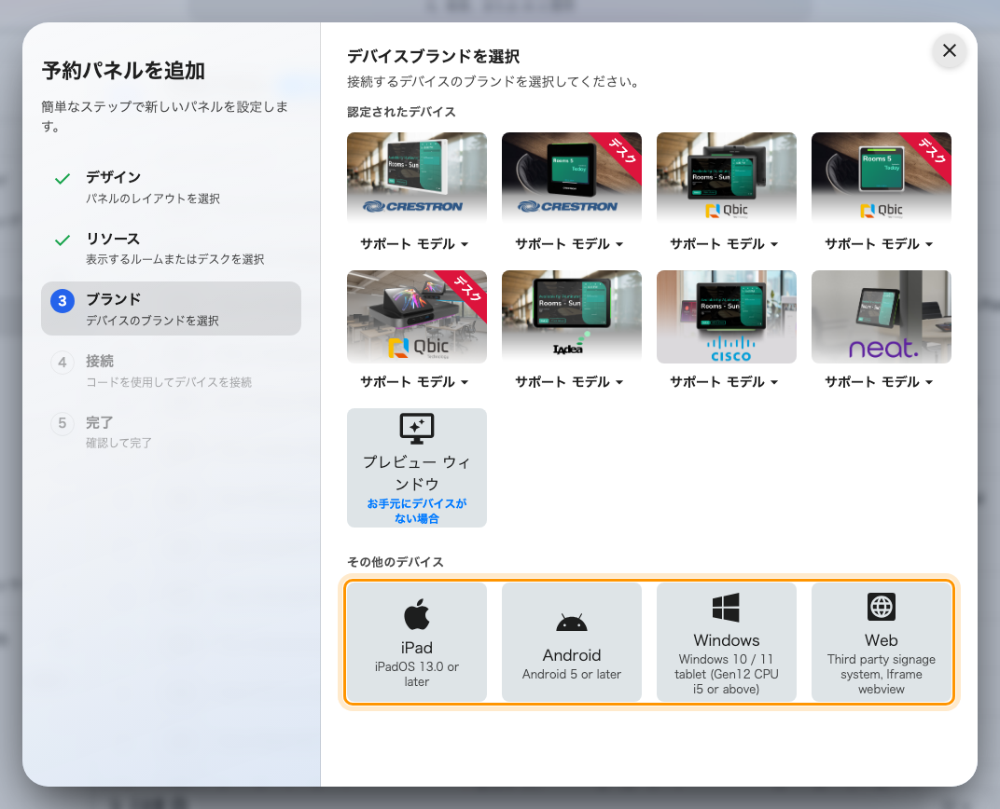 予約パネルを追加
簡単なステップで新しいパネルを設定しま
す。
デザイン
パネルのレイアウトを選択
リソース
表示するルームまたはデスクを選択
3
ブランド
デバイスのブランドを選択
4
接続
コードを使用してデバイスを接続
5
完了
確認して完了
デバイスブランドを選択
接続するデバイスのブランドを選択してください。
認定されたデバイス
Rooms - Sun
CRESTRON
サポート モデル
デスク
Rooms 5
Today
CRESTRON
サポート モデル
Rooms - Sun
Qbic
サポート モデル
デスク
Rooms 5
Today
Qbic
サポート モデル
デスク
Qbic
Technology
サポート モデル
Rooms - Sun
IAdea
サポート モデル
Rooms - Sun
CISCO
サポート モデル
neat.
サポート モデル
プレビュー ウィ
ンドウ
お手元にデバイスが
ない場合
その他のデバイス
iPad
iPadOS 13.0 or
later
Android
Android 5 or later
Windows
Windows 10 / 11
tablet (Gen12 CPU
i5 or above)
Web
Third party signage
system, Iframe
webview